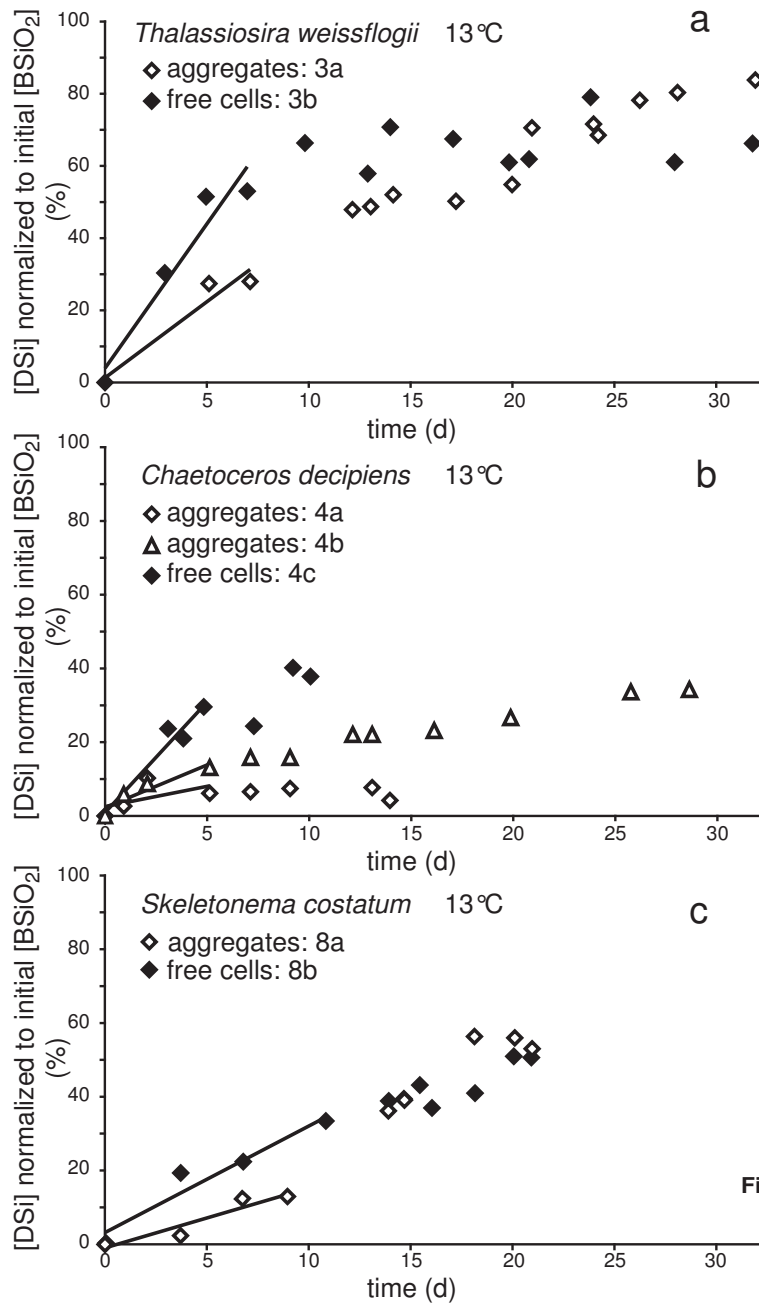 100
80
60
40
20
0
[DSi] normalized to initial [BSiO2]
(%)
Thalassiosira weissflogii 13°C
a
aggregates: 3a
free cells: 3b
0 5 10 15 20 25 30
time (d)
100
80
60
40
20
0
[DSi] normalized to initial [BSiO2]
(%)
Chaetoceros decipiens 13°C
b
aggregates: 4a
aggregates: 4b
free cells: 4c
0 5 10 15 20 25 30
time (d)
100
80
60
40
20
0
[DSi] normalized to initial [BSiO2]
(%)
Skeletonema costatum 13°C
c
aggregates: 8a
free cells: 8b
0 5 10 15 20 25 30
time (d)
Fi